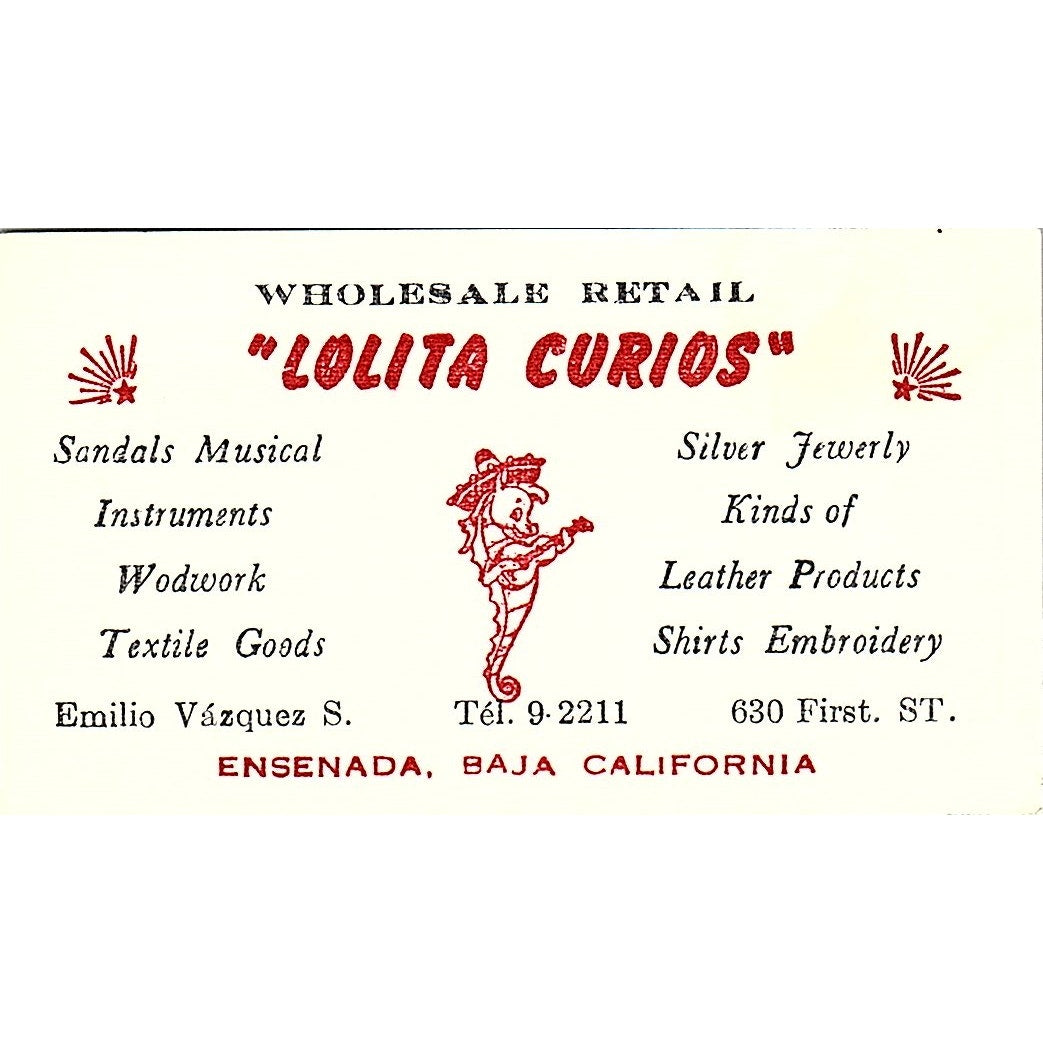 WHOLESALE RETAIL
"LOLITA CURIOS"
Sandals Musical
Instruments
Wodwork
Textile Goods
Silver Jewerly
Kinds of
Leather Products
Shirts Embroidery
Emilio Vázquez S.
Tél. 9-2211
630 First. ST.
ENSENADA, BAJA CALIFORNIA